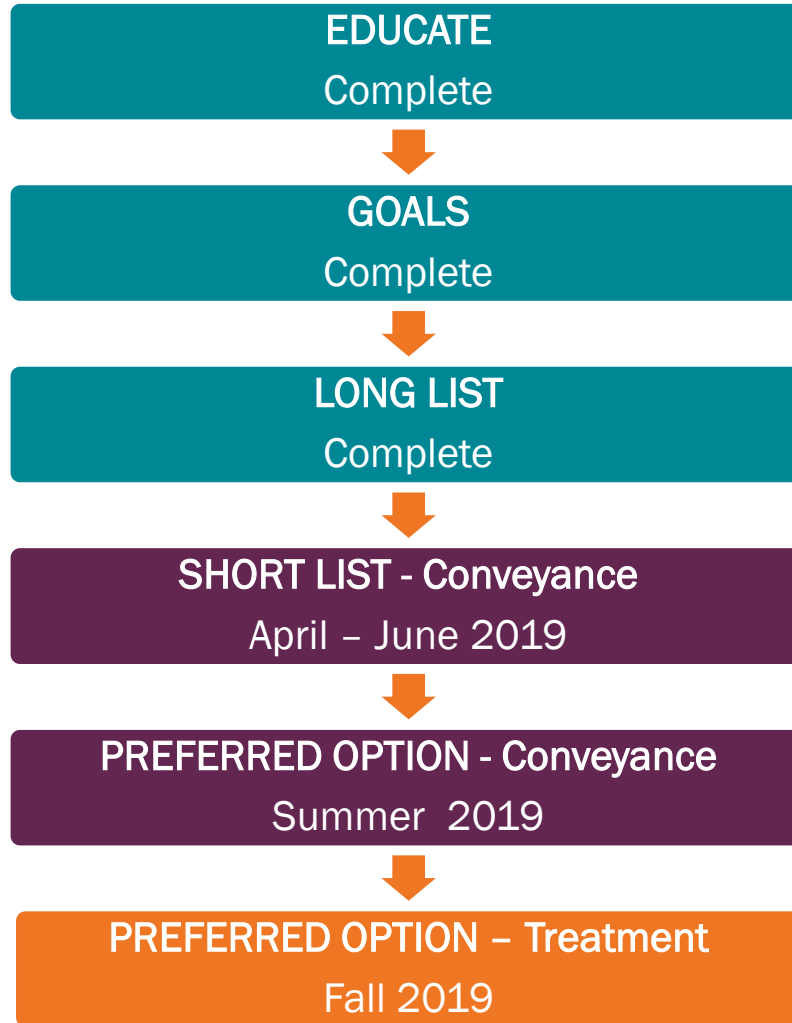 EDUCATE
Complete
GOALS
Complete
LONG LIST
Complete
SHORT LIST - Conveyance
April – June 2019
PREFERRED OPTION - Conveyance
Summer  2019
PREFERRED OPTION – Treatment
Fall 2019